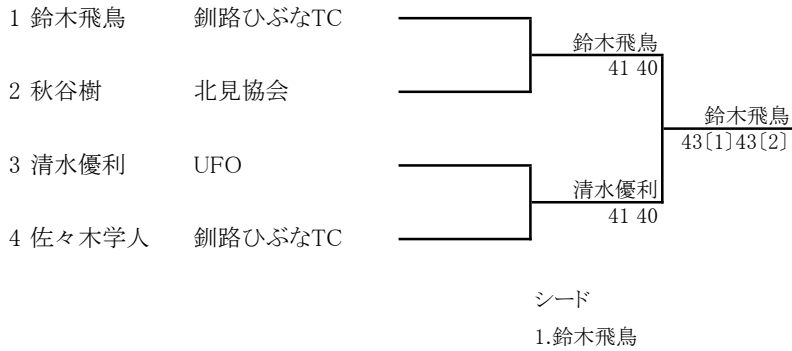 1 鈴木飛鳥 釧路ひぶなTC
鈴木飛鳥
41 40
2 秋谷樹 北見協会
鈴木飛鳥
43〔1〕43〔2〕
3 清水優利 UFO
清水優利
41 40
4 佐々木学人 釧路ひぶなTC
シード
1.鈴木飛鳥